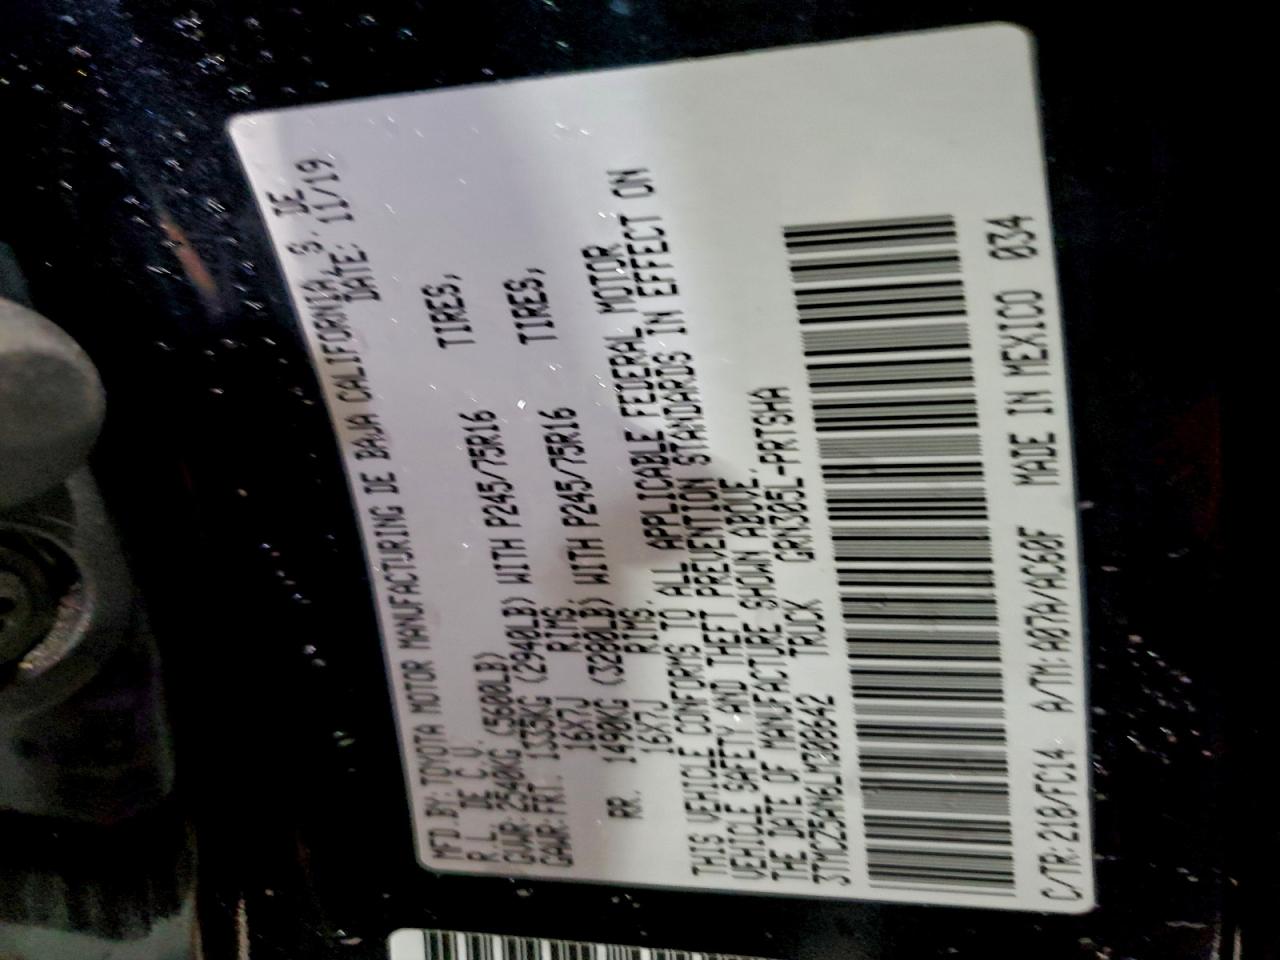 MFD.BY: TOYOTA MOTOR MANUFACTURING DE BAJA CALIFORNIA, S. DE
R.L. DE C.V. DATE: 11/19
GVWR: 2540KG (5600LB)
GAWR:FRT. 1335KG (2940LB) WITH P245/75R16 TIRES,
16X7J RIMS,
RR. 1490KG (3280LB) WITH P245/75R16 TIRES,
16X7J RIMS.
THIS VEHICLE CONFORMS TO ALL APPLICABLE FEDERAL MOTOR
VEHICLE SAFETY AND THEFT PREVENTION STANDARDS IN EFFECT ON
THE DATE OF MANUFACTURE SHOWN ABOVE.
3TMCZ5AN6LM308642 TRUCK GRN305L-PRTSHA
C/TR: 218/FC14 A/TM: A07A/AC60F MADE IN MEXICO 034